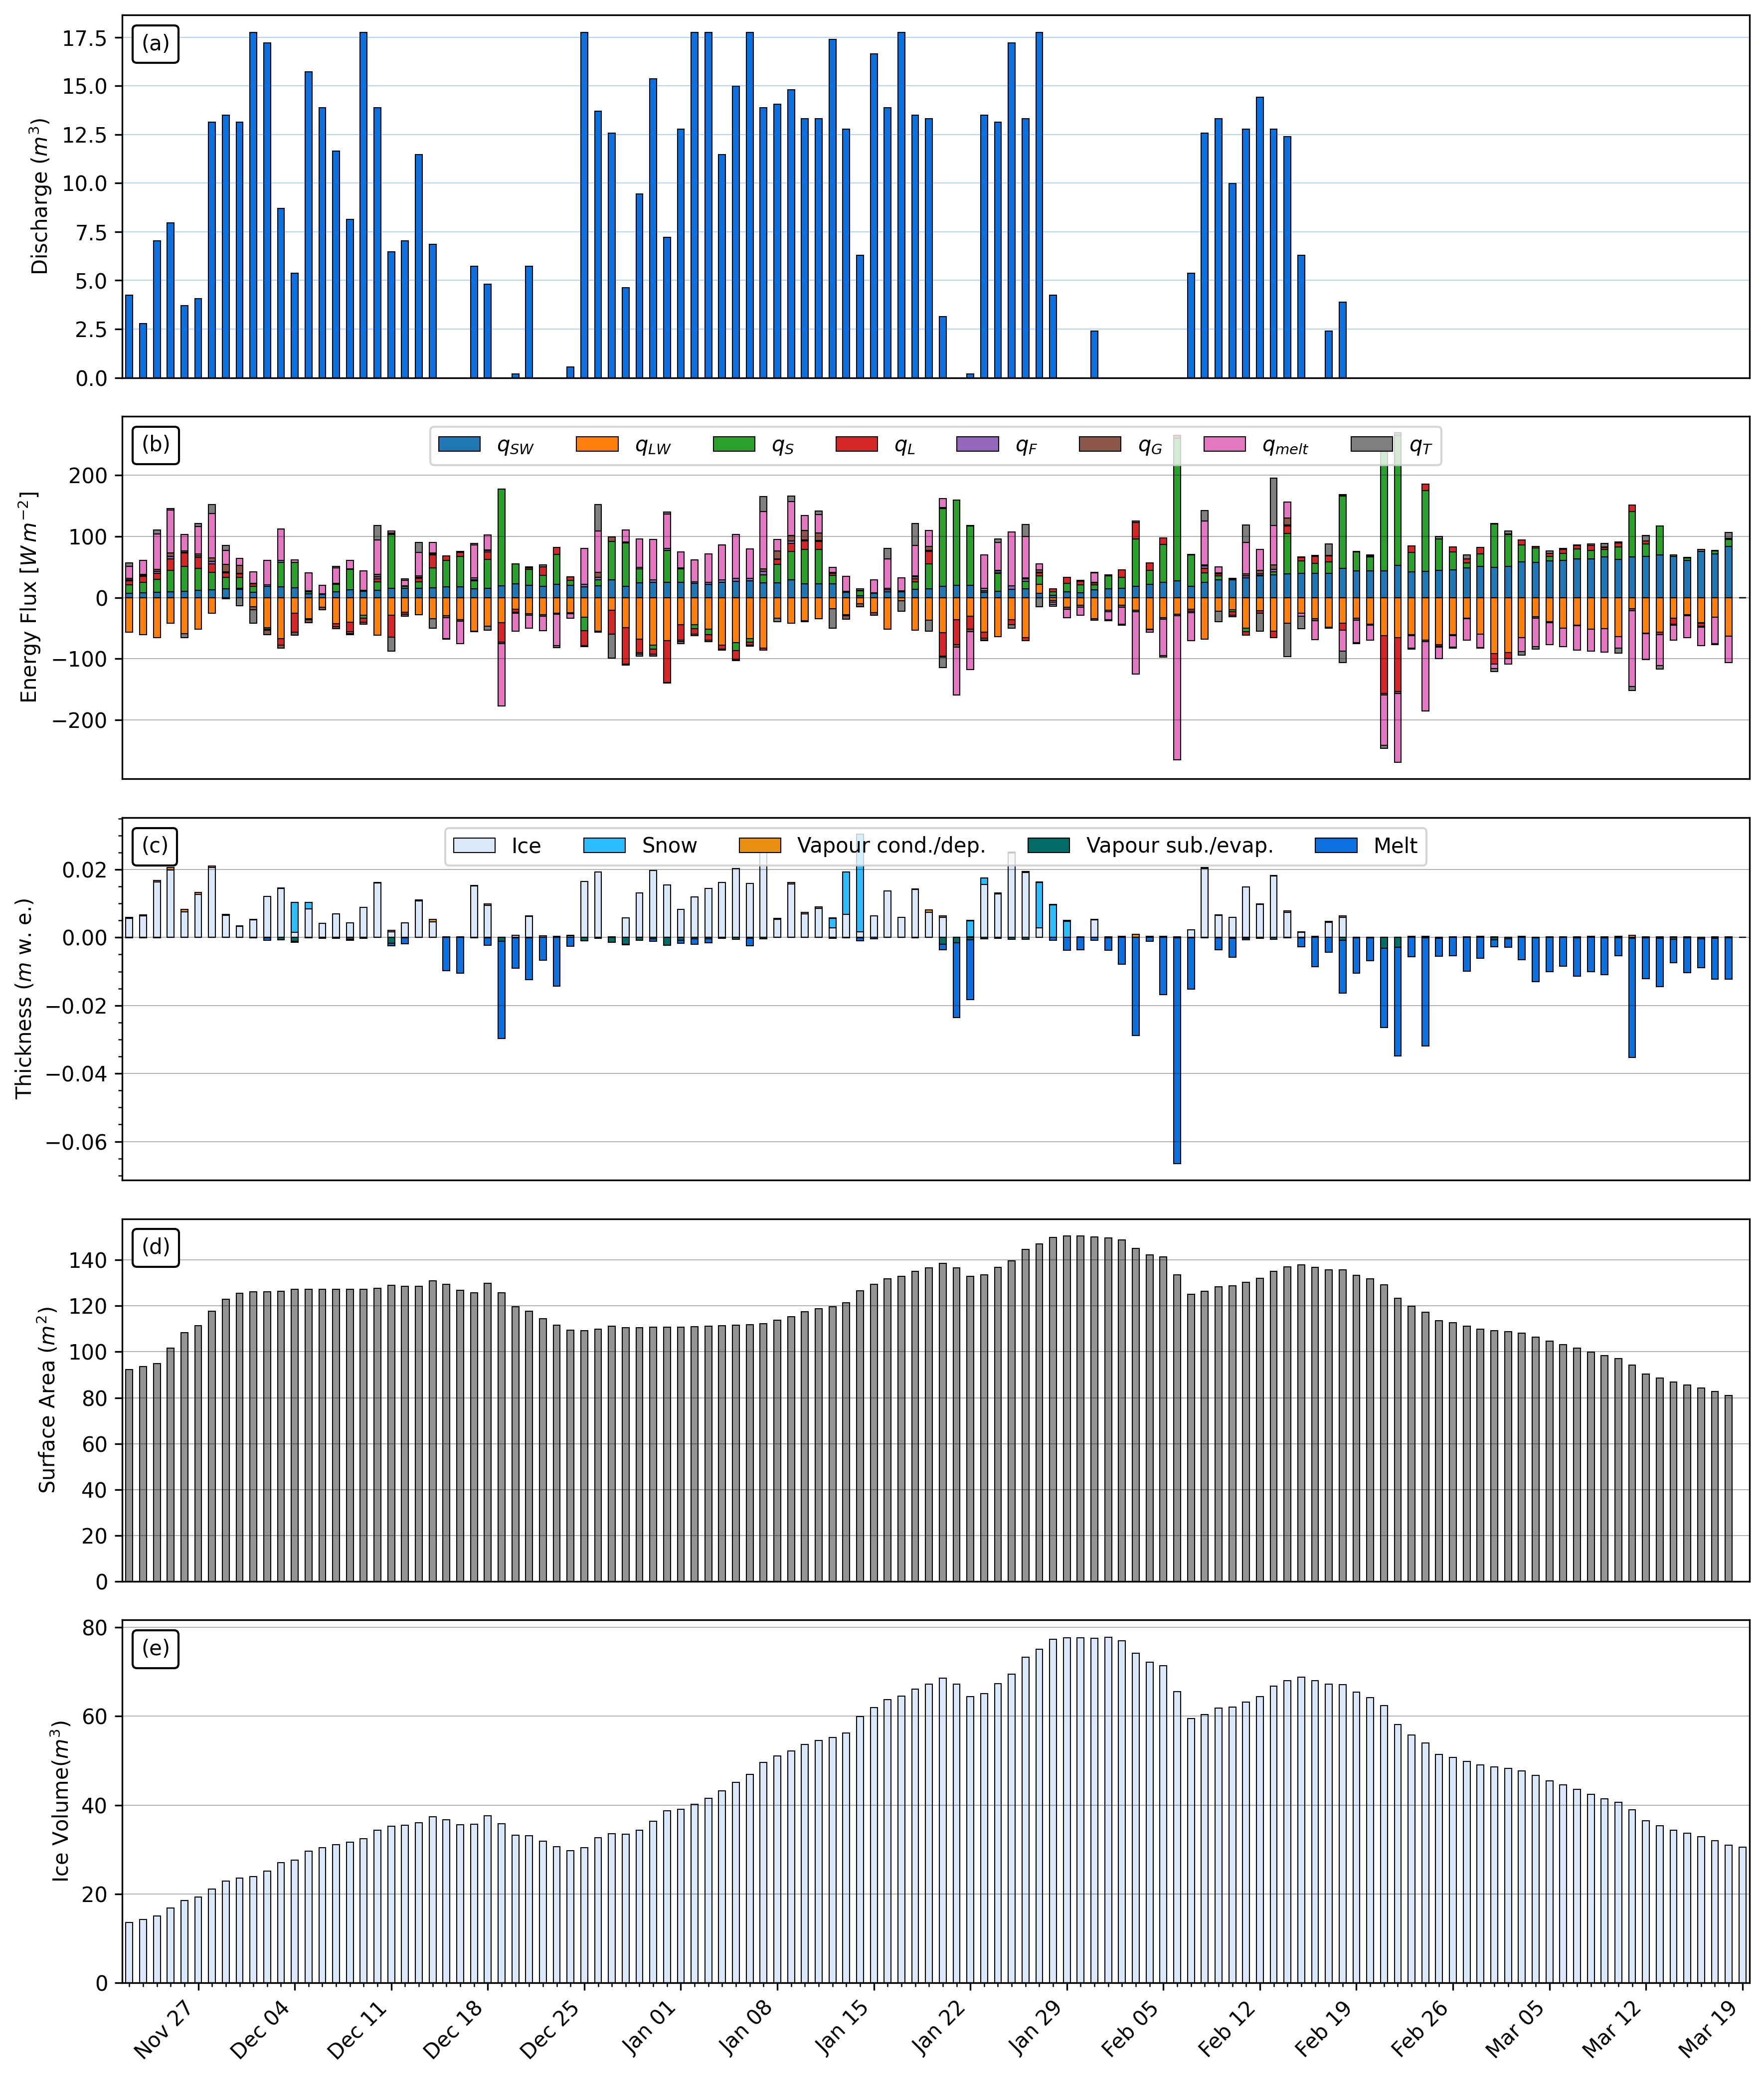 (a)
Discharge (m³)
17.5
15.0
12.5
10.0
7.5
5.0
2.5
0.0
(b)
q_SW q_LW q_S q_L q_F q_G q_melt q_T
Energy Flux [W m⁻²]
200
100
0
−100
−200
(c)
Ice Snow Vapour cond./dep. Vapour sub./evap. Melt
Thickness (m w. e.)
0.02
0.00
−0.02
−0.04
−0.06
(d)
Surface Area (m²)
140
120
100
80
60
40
20
0
(e)
Ice Volume(m³)
80
60
40
20
0
Nov 27 Dec 04 Dec 11 Dec 18 Dec 25 Jan 01 Jan 08 Jan 15 Jan 22 Jan 29 Feb 05 Feb 12 Feb 19 Feb 26 Mar 05 Mar 12 Mar 19